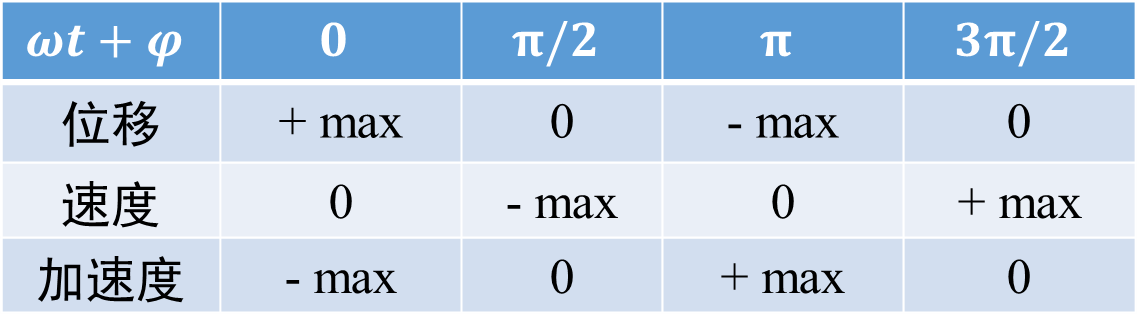 ωt + φ 0 π/2 π 3π/2
位移 + max 0 - max 0
速度 0 - max 0 + max
加速度 - max 0 + max 0